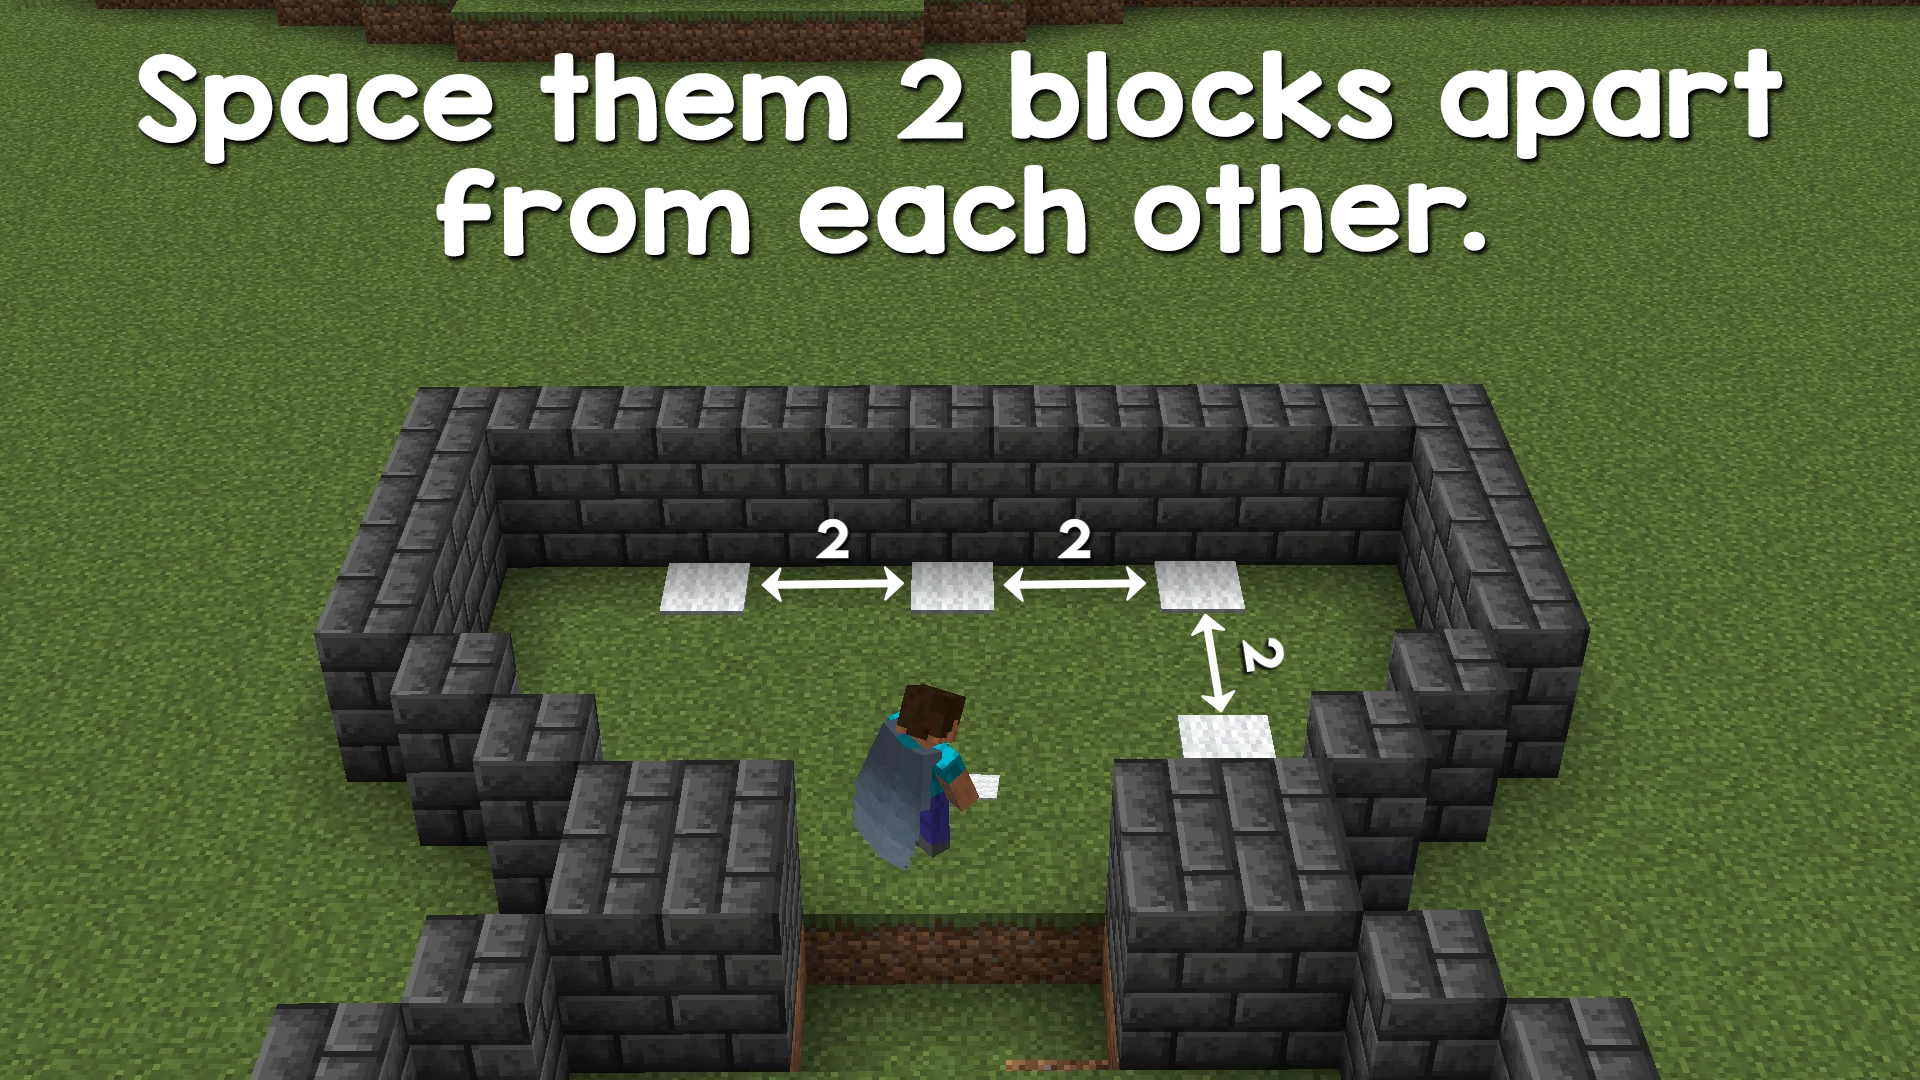 Space them 2 blocks apart
from each other.
2 2
2